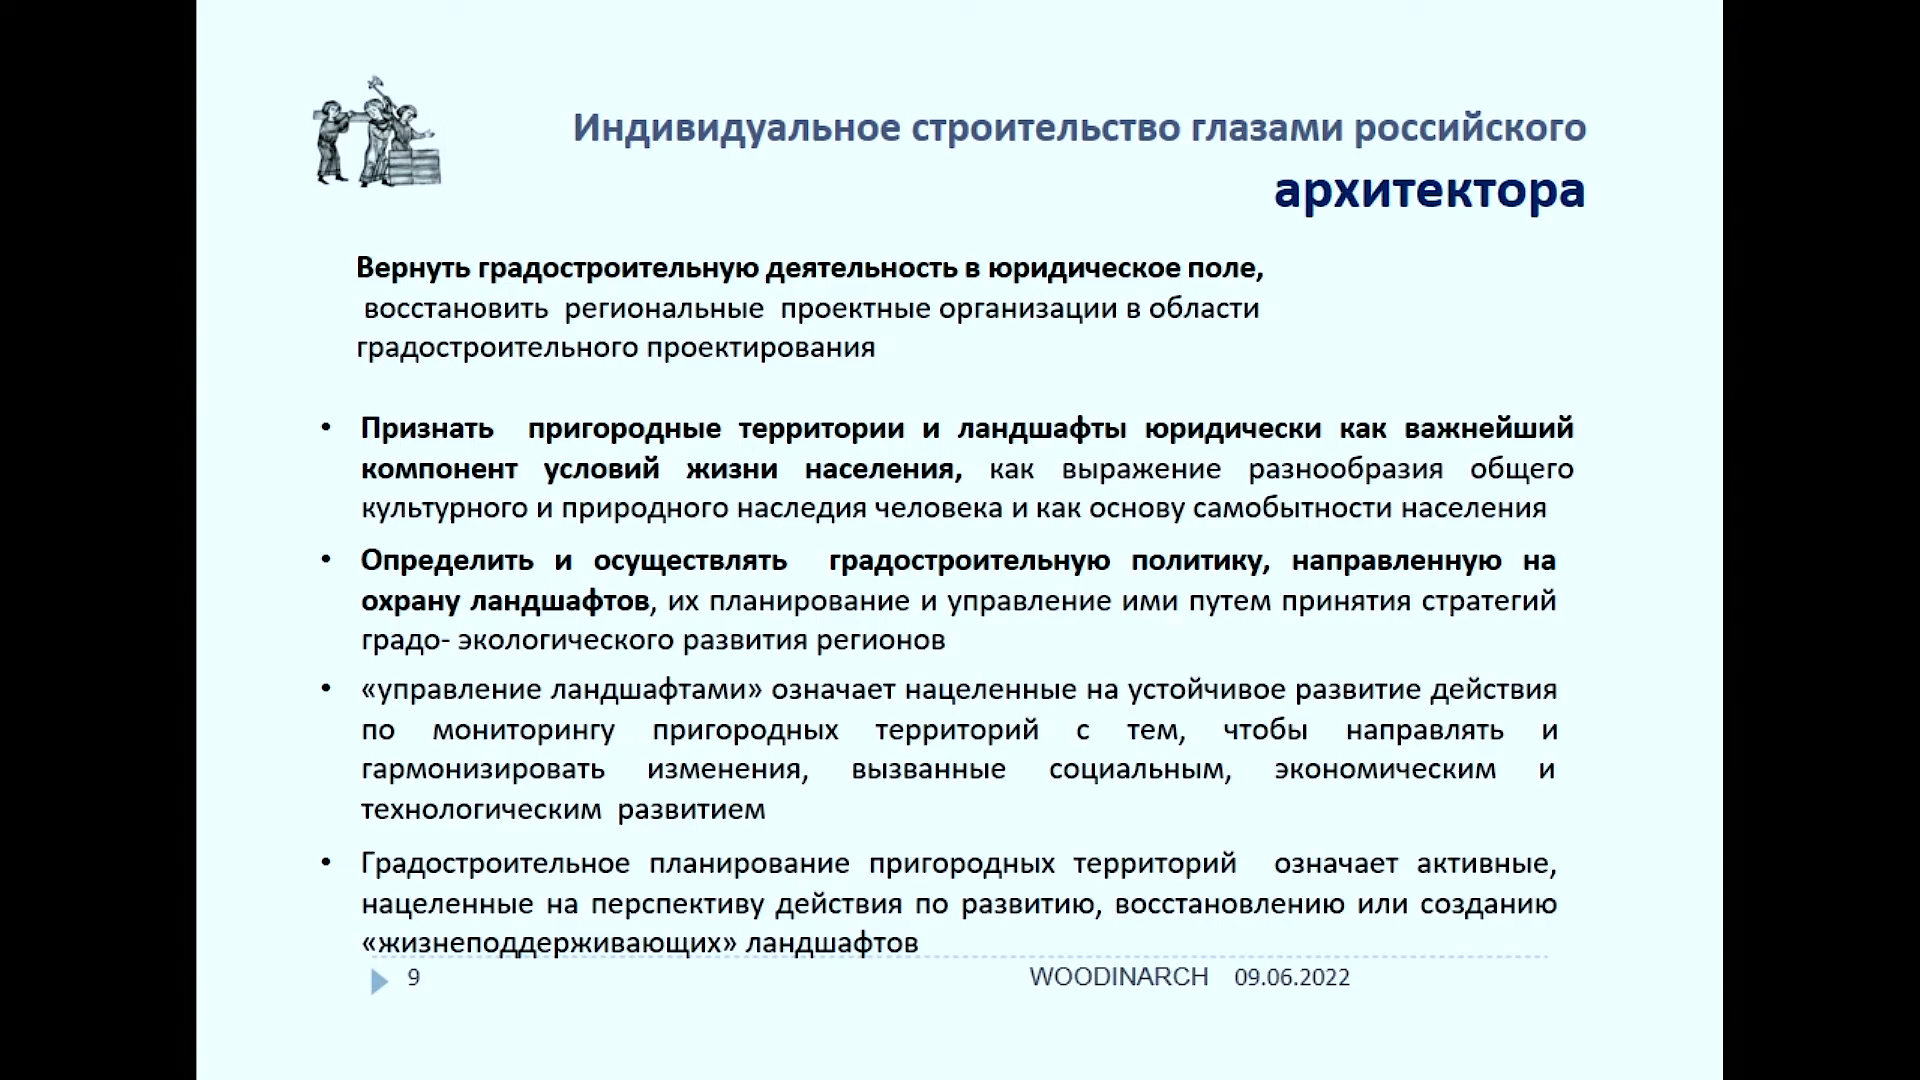 Индивидуальное строительство глазами российского
архитектора
Вернуть градостроительную деятельность в юридическое поле,
восстановить региональные проектные организации в области
градостроительного проектирования
• Признать пригородные территории и ландшафты юридически как важнейший
компонент условий жизни населения, как выражение разнообразия общего
культурного и природного наследия человека и как основу самобытности населения
• Определить и осуществлять градостроительную политику, направленную на
охрану ландшафтов, их планирование и управление ими путем принятия стратегий
градо- экологического развития регионов
• «управление ландшафтами» означает нацеленные на устойчивое развитие действия
по мониторингу пригородных территорий с тем, чтобы направлять и
гармонизировать изменения, вызванные социальным, экономическим и
технологическим развитием
• Градостроительное планирование пригородных территорий означает активные,
нацеленные на перспективу действия по развитию, восстановлению или созданию
«жизнеподдерживающих» ландшафтов
9 WOODINARCH 09.06.2022